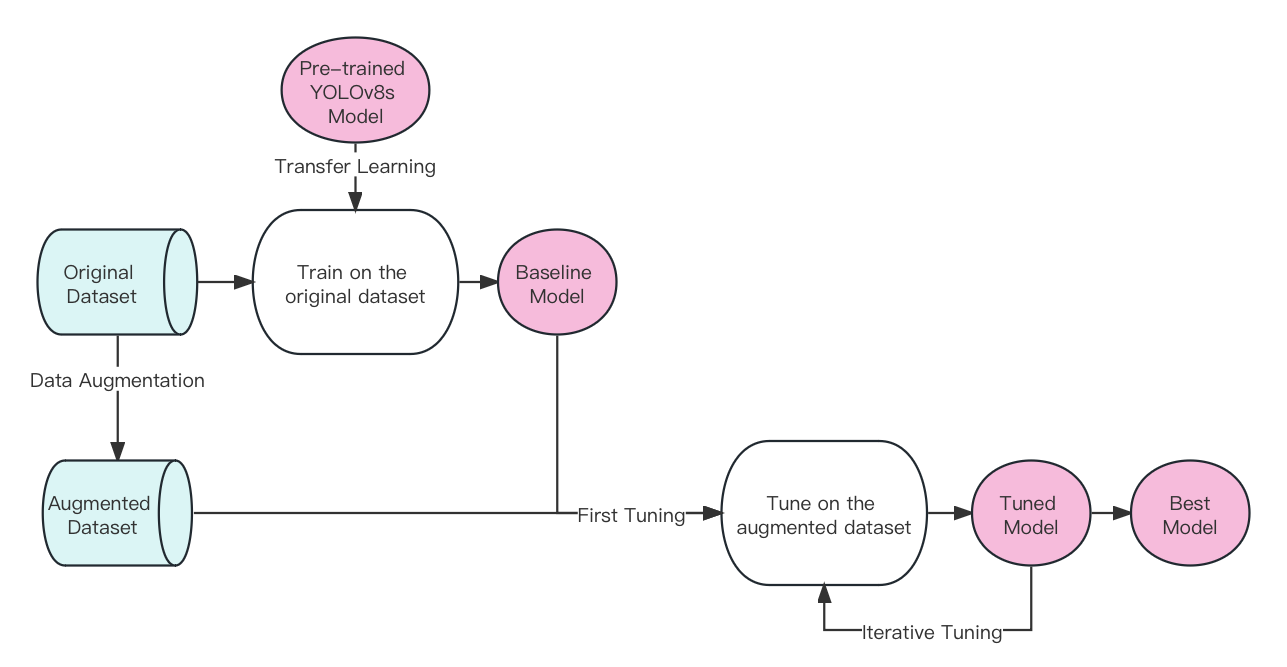 Pre-trained
YOLOv8s
Model
Transfer Learning
Original
Dataset
Train on the
original dataset
Baseline
Model
Data Augmentation
Augmented
Dataset
First Tuning
Tune on the
augmented dataset
Tuned
Model
Best
Model
Iterative Tuning